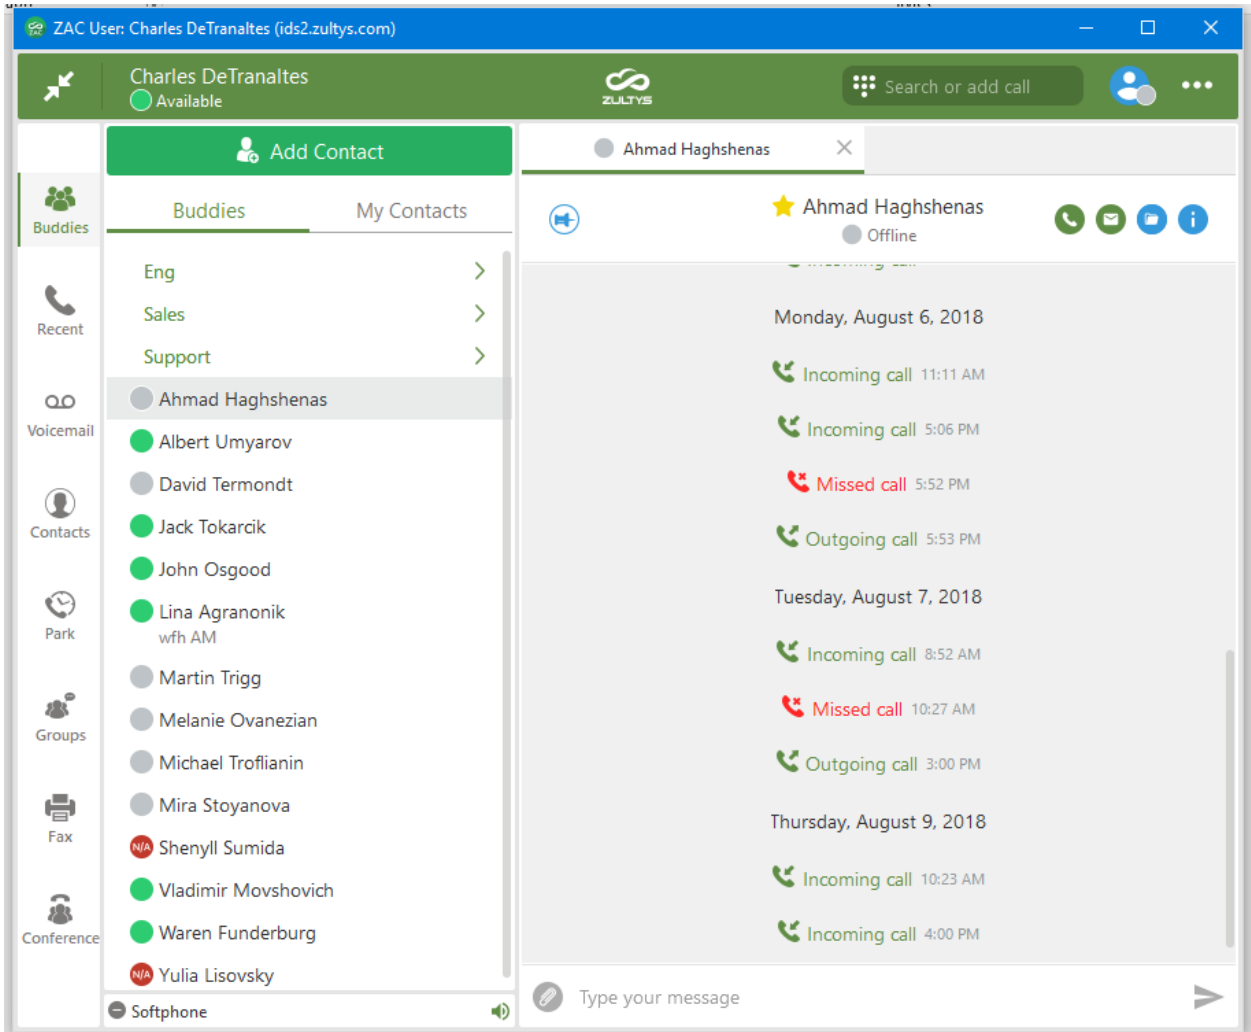 ZAC User: Charles DeTranaltes (ids2.zultys.com)
Charles DeTranaltes
Available
ZULTYS
Search or add call
Buddies
Recent
Voicemail
Contacts
Park
Groups
Fax
Conference
Add Contact
Buddies My Contacts
Eng
Sales
Support
Ahmad Haghshenas
Albert Umyarov
David Termondt
Jack Tokarcik
John Osgood
Lina Agranonik
wfh AM
Martin Trigg
Melanie Ovanezian
Michael Troflianin
Mira Stoyanova
N/A Shenyll Sumida
Vladimir Movshovich
Waren Funderburg
N/A Yulia Lisovsky
Softphone
Ahmad Haghshenas
Ahmad Haghshenas
Offline
Monday, August 6, 2018
Incoming call 11:11 AM
Incoming call 5:06 PM
Missed call 5:52 PM
Outgoing call 5:53 PM
Tuesday, August 7, 2018
Incoming call 8:52 AM
Missed call 10:27 AM
Outgoing call 3:00 PM
Thursday, August 9, 2018
Incoming call 10:23 AM
Incoming call 4:00 PM
Type your message